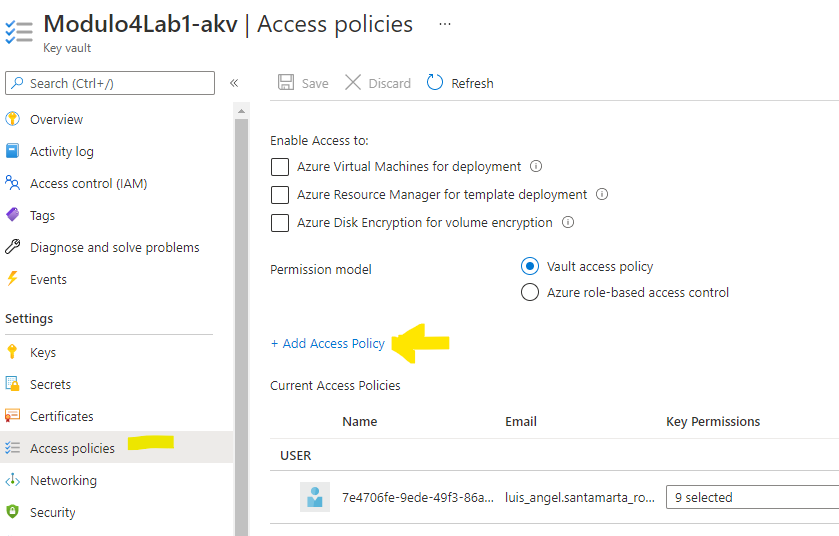 Modulo4Lab1-akv | Access policies ...
Key vault
Search (Ctrl+/)
«
Save Discard Refresh
Overview
Activity log
Access control (IAM)
Tags
Diagnose and solve problems
Events
Settings
Keys
Secrets
Certificates
Access policies
Networking
Security
Enable Access to:
Azure Virtual Machines for deployment
Azure Resource Manager for template deployment
Azure Disk Encryption for volume encryption
Permission model
Vault access policy
Azure role-based access control
+ Add Access Policy
Current Access Policies
Name Email Key Permissions
USER
7e4706fe-9ede-49f3-86a... luis_angel.santamarta_ro... 9 selected